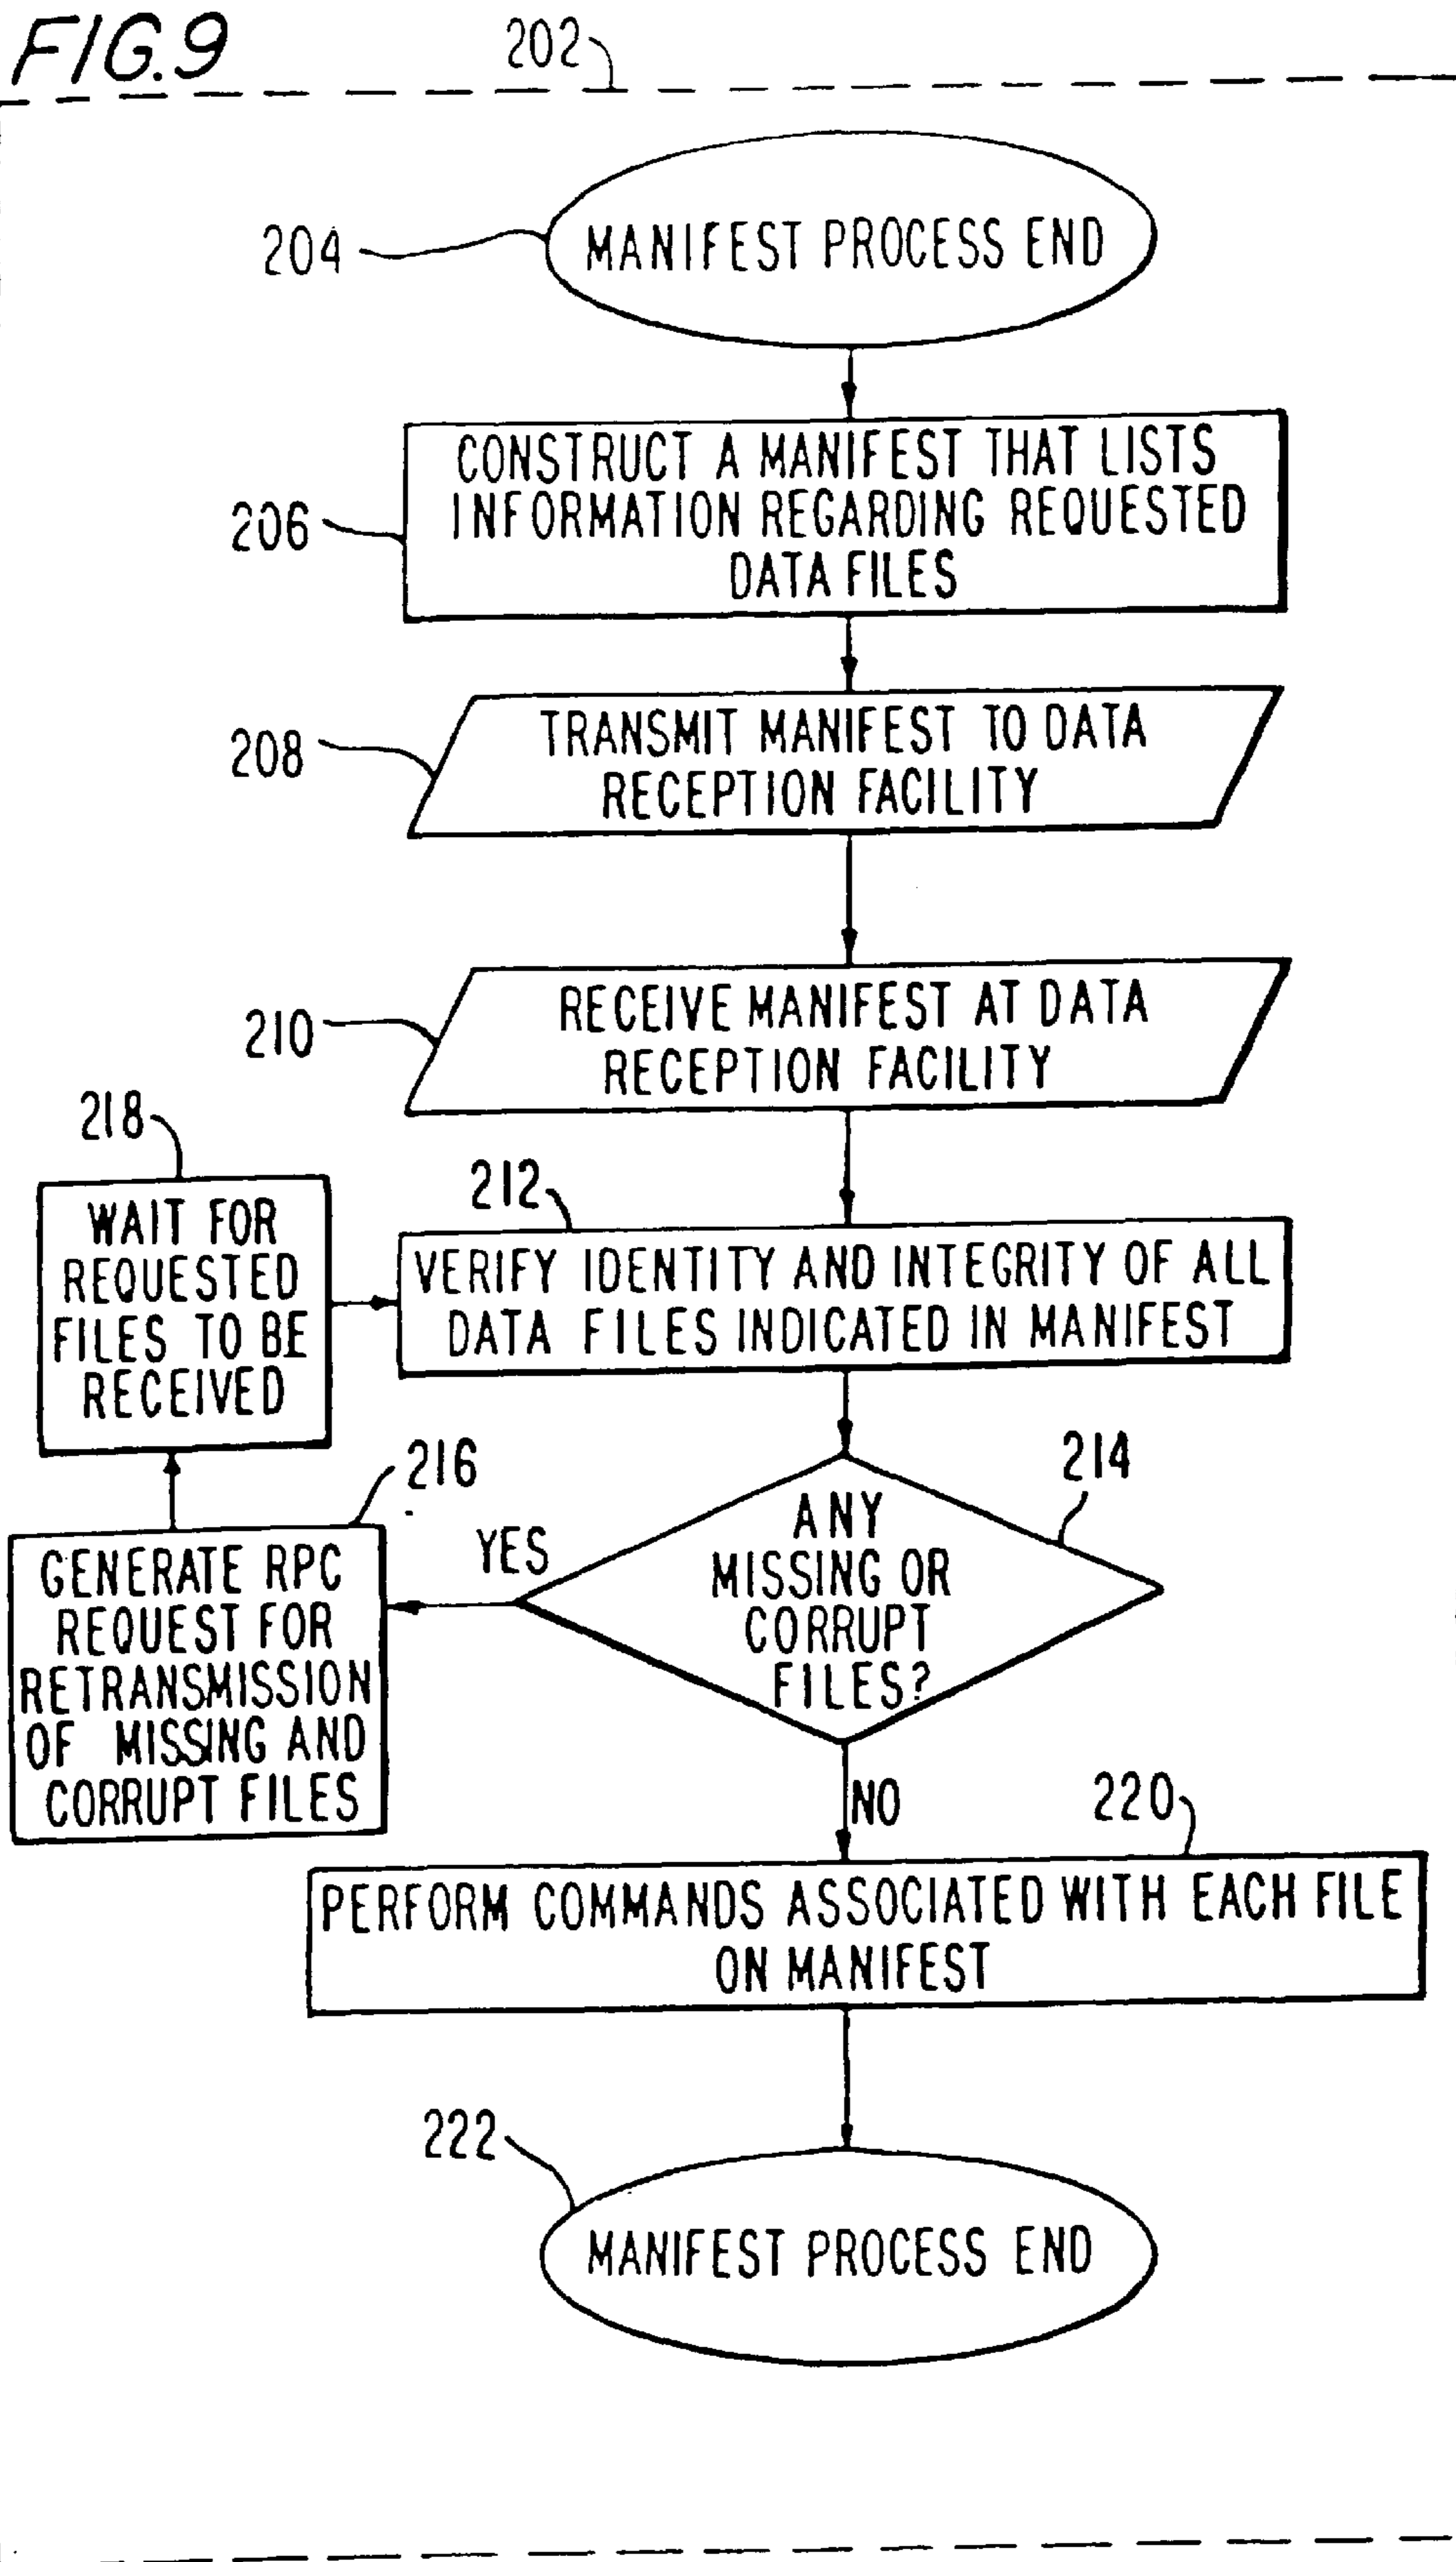 FIG.9
202
204
MANIFEST PROCESS END
206
CONSTRUCT A MANIFEST THAT LISTS
INFORMATION REGARDING REQUESTED
DATA FILES
208
TRANSMIT MANIFEST TO DATA
RECEPTION FACILITY
210
RECEIVE MANIFEST AT DATA
RECEPTION FACILITY
218
WAIT FOR
REQUESTED
FILES TO BE
RECEIVED
212
VERIFY IDENTITY AND INTEGRITY OF ALL
DATA FILES INDICATED IN MANIFEST
214
ANY
MISSING OR
CORRUPT
FILES?
YES
216
GENERATE RPC
REQUEST FOR
RETRANSMISSION
OF MISSING AND
CORRUPT FILES
NO
220
PERFORM COMMANDS ASSOCIATED WITH EACH FILE
ON MANIFEST
222
MANIFEST PROCESS END